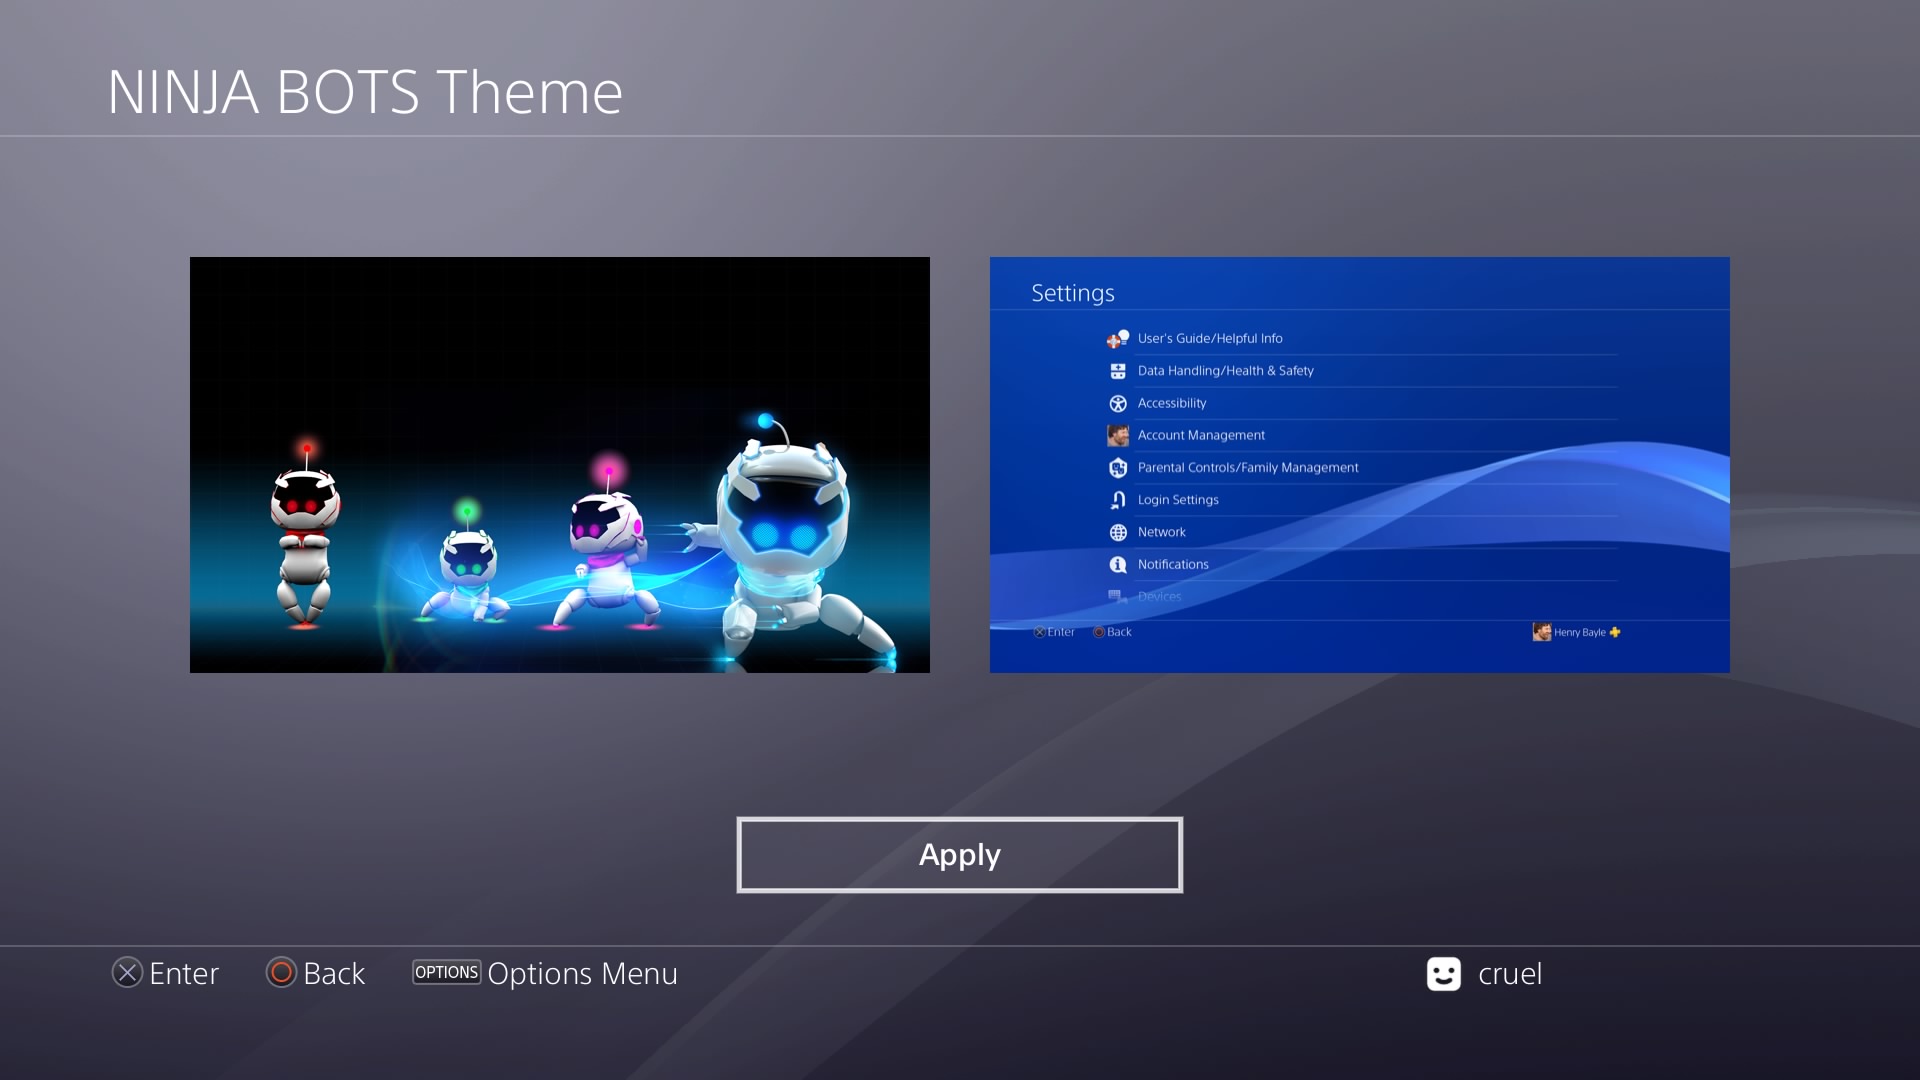 NINJA BOTS Theme
Settings
User's Guide/Helpful Info
Data Handling/Health & Safety
Accessibility
Account Management
Parental Controls/Family Management
Login Settings
Network
Notifications
Devices
Enter Back Henry Bayle
Apply
Enter Back OPTIONS Options Menu cruel